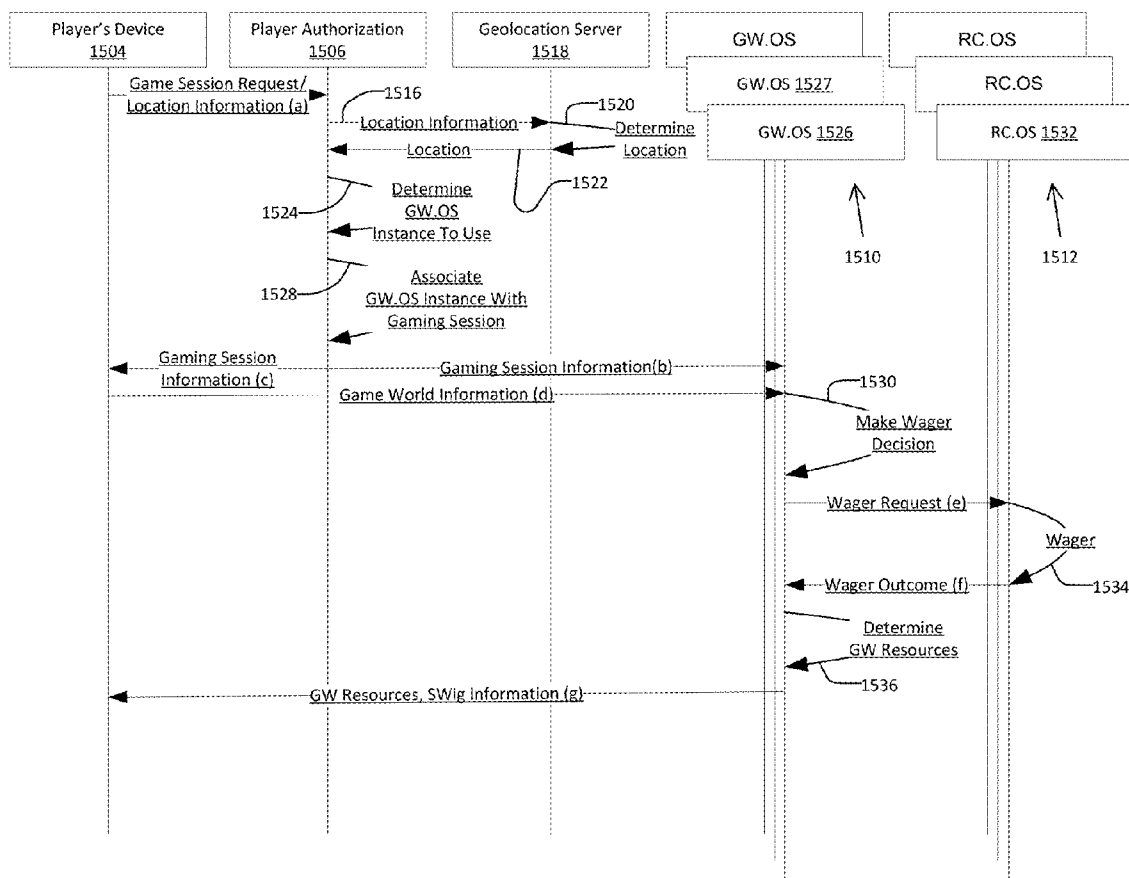 Player's Device
1504
Player Authorization
1506
Geolocation Server
1518
GW.OS
GW.OS 1527
GW.OS 1526
RC.OS
RC.OS
RC.OS 1532
Game Session Request/
Location Information (a)
1516
Location Information
1520
Determine
Location
Location
1522
1524
Determine
GW.OS
Instance To Use
1510
1512
1528
Associate
GW.OS Instance With
Gaming Session
Gaming Session
Information (c)
Gaming Session Information(b)
Game World Information (d)
1530
Make Wager
Decision
Wager Request (e)
Wager
1534
Wager Outcome (f)
Determine
GW Resources
1536
GW Resources, SWig Information (g)